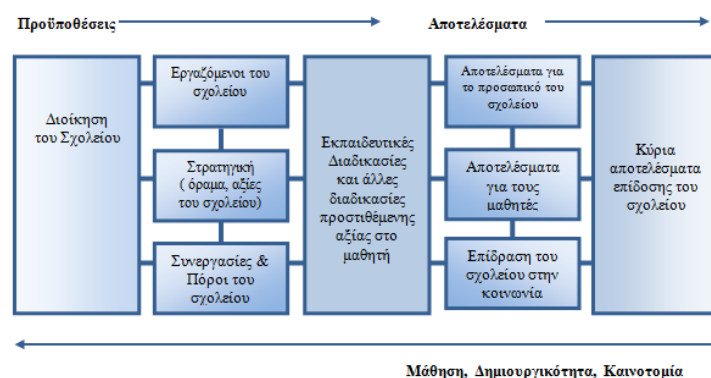 Προϋποθέσεις
Αποτελέσματα
Διοίκηση
του Σχολείου
Εργαζόμενοι του
σχολείου
Στρατηγική
( όραμα, αξίες
του σχολείου)
Συνεργασίες &
Πόροι του
σχολείου
Εκπαιδευτικές
Διαδικασίες
και άλλες
διαδικασίες
προστιθέμενης
αξίας στο
μαθητή
Αποτελέσματα για
το προσωπικό του
σχολείου
Αποτελέσματα
για τους
μαθητές
Επίδραση του
σχολείου στην
κοινωνία
Κύρια
αποτελέσματα
επίδοσης του
σχολείου
Μάθηση, Δημιουργικότητα, Καινοτομία